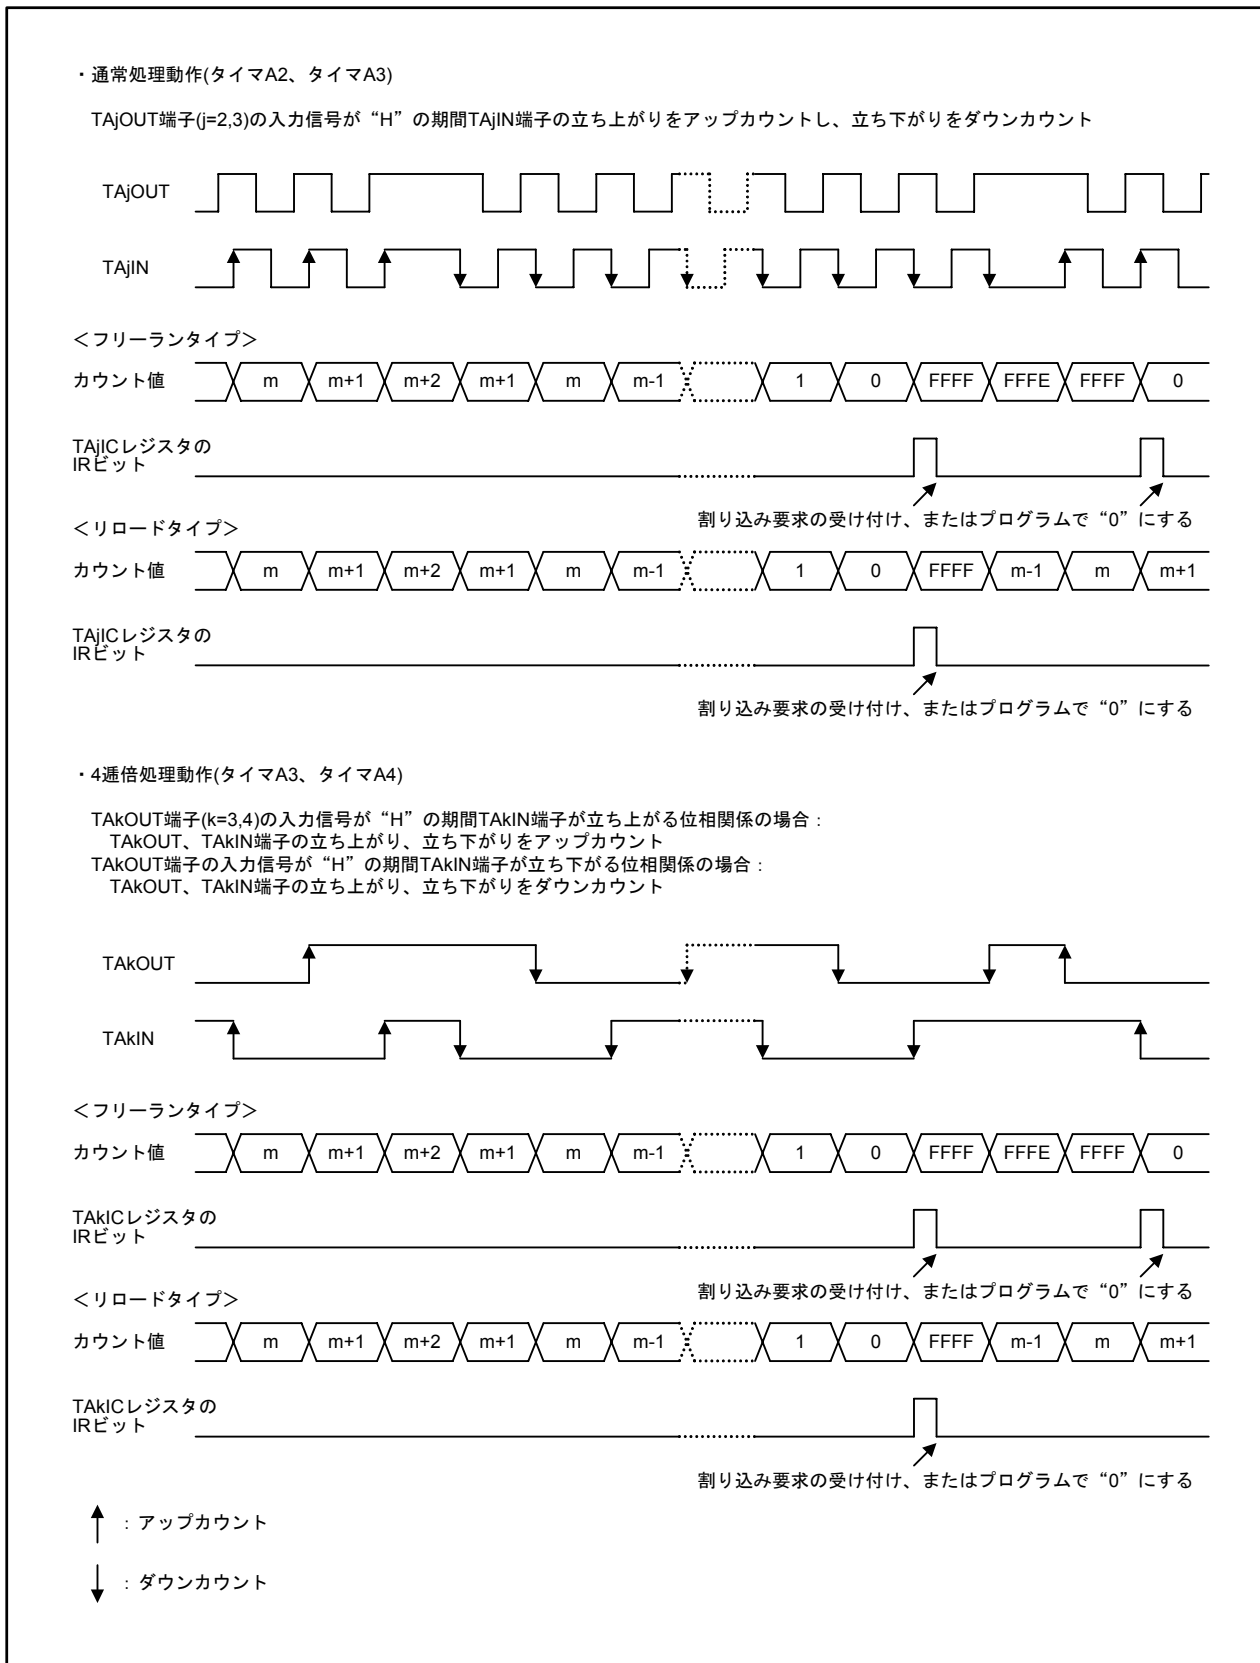 ・通常処理動作(タイマA2、タイマA3)
TAjOUT端子(j=2,3)の入力信号が“H”の期間TAjIN端子の立ち上がりをアップカウントし、立ち下がりをダウンカウント
TAjOUT
TAjIN
＜フリーランタイプ＞
カウント値 m m+1 m+2 m+1 m m-1 1 0 FFFF FFFE FFFF 0
TAjICレジスタの
IRビット
割り込み要求の受け付け、またはプログラムで“0”にする
＜リロードタイプ＞
カウント値 m m+1 m+2 m+1 m m-1 1 0 FFFF m-1 m m+1
TAjICレジスタの
IRビット
割り込み要求の受け付け、またはプログラムで“0”にする
・4逓倍処理動作(タイマA3、タイマA4)
TAkOUT端子(k=3,4)の入力信号が“H”の期間TAkIN端子が立ち上がる位相関係の場合：
TAkOUT、TAkIN端子の立ち上がり、立ち下がりをアップカウント
TAkOUT端子の入力信号が“H”の期間TAkIN端子が立ち下がる位相関係の場合：
TAkOUT、TAkIN端子の立ち上がり、立ち下がりをダウンカウント
TAkOUT
TAkIN
＜フリーランタイプ＞
カウント値 m m+1 m+2 m+1 m m-1 1 0 FFFF FFFE FFFF 0
TAkICレジスタの
IRビット
割り込み要求の受け付け、またはプログラムで“0”にする
＜リロードタイプ＞
カウント値 m m+1 m+2 m+1 m m-1 1 0 FFFF m-1 m m+1
TAkICレジスタの
IRビット
割り込み要求の受け付け、またはプログラムで“0”にする
：アップカウント
：ダウンカウント